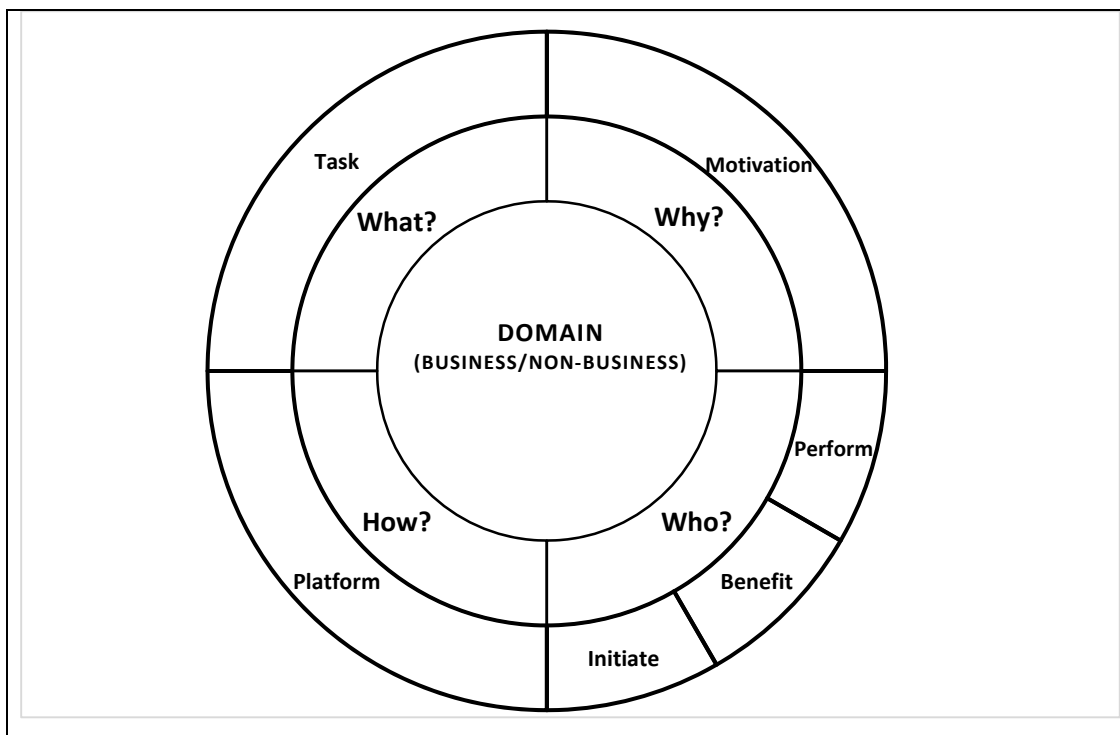 Task
Motivation
What?
Why?
DOMAIN
(BUSINESS/NON-BUSINESS)
Perform
How?
Who?
Platform
Benefit
Initiate